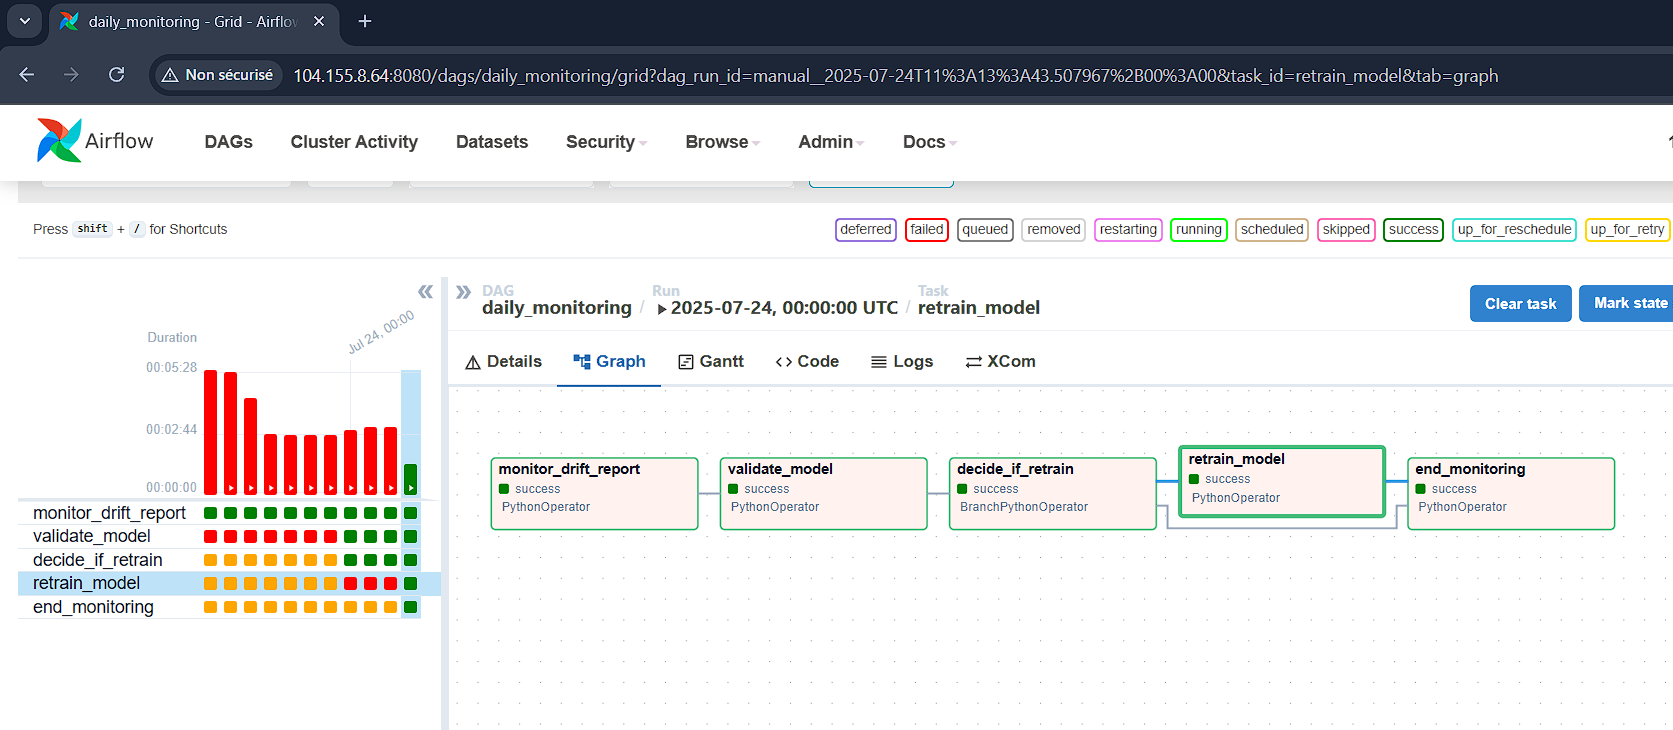 daily_monitoring - Grid - Airflow
Non sécurisé
104.155.8.64:8080/dags/daily_monitoring/grid?dag_run_id=manual__2025-07-24T11%3A13%3A43.507967%2B00%3A00&task_id=retrain_model&tab=graph
Airflow DAGs Cluster Activity Datasets Security Browse Admin Docs
Press shift + / for Shortcuts
deferred failed queued removed restarting running scheduled skipped success up_for_reschedule up_for_retry
DAG Run Task
daily_monitoring / 2025-07-24, 00:00:00 UTC / retrain_model
Clear task Mark state
Details Graph Gantt Code Logs XCom
Jul 24, 00:00
Duration
00:05:28
00:02:44
00:00:00
monitor_drift_report
validate_model
decide_if_retrain
retrain_model
end_monitoring
monitor_drift_report
success
PythonOperator
validate_model
success
PythonOperator
decide_if_retrain
success
BranchPythonOperator
retrain_model
success
PythonOperator
end_monitoring
success
PythonOperator